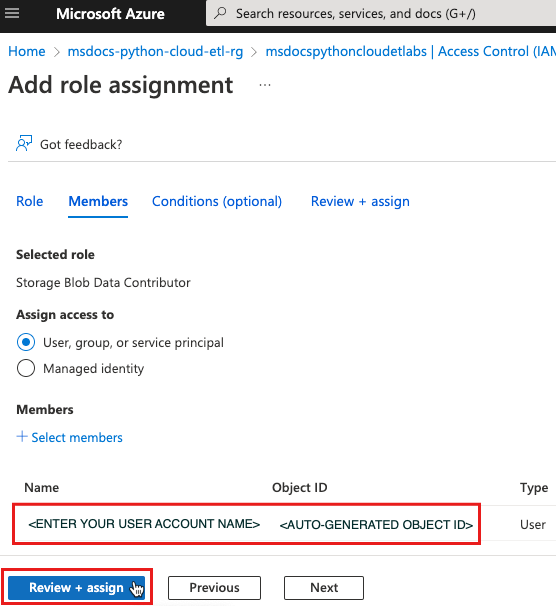 Microsoft Azure
Search resources, services, and docs (G+/)
Home > msdocs-python-cloud-etl-rg > msdocspythoncloudetlabs | Access Control (IAM
Add role assignment ...
Got feedback?
Role Members Conditions (optional) Review + assign
Selected role
Storage Blob Data Contributor
Assign access to
User, group, or service principal
Managed identity
Members
+ Select members
Name Object ID Type
<ENTER YOUR USER ACCOUNT NAME> <AUTO-GENERATED OBJECT ID> User
Review + assign Previous Next